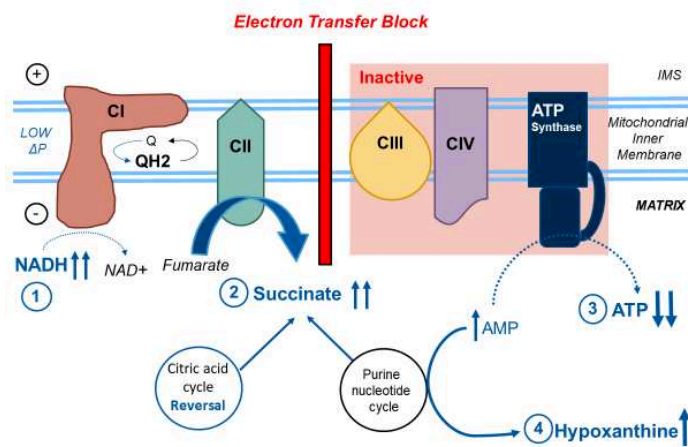 Electron Transfer Block
+
CI
LOW
ΔP
Q
QH2
CII
Inactive
CIII
CIV
ATP
Synthase
IMS
Mitochondrial
Inner
Membrane
MATRIX
-
NADH
NAD+
1
Fumarate
2 Succinate
AMP
3 ATP
Citric acid
cycle
Reversal
Purine
nucleotide
cycle
4 Hypoxanthine